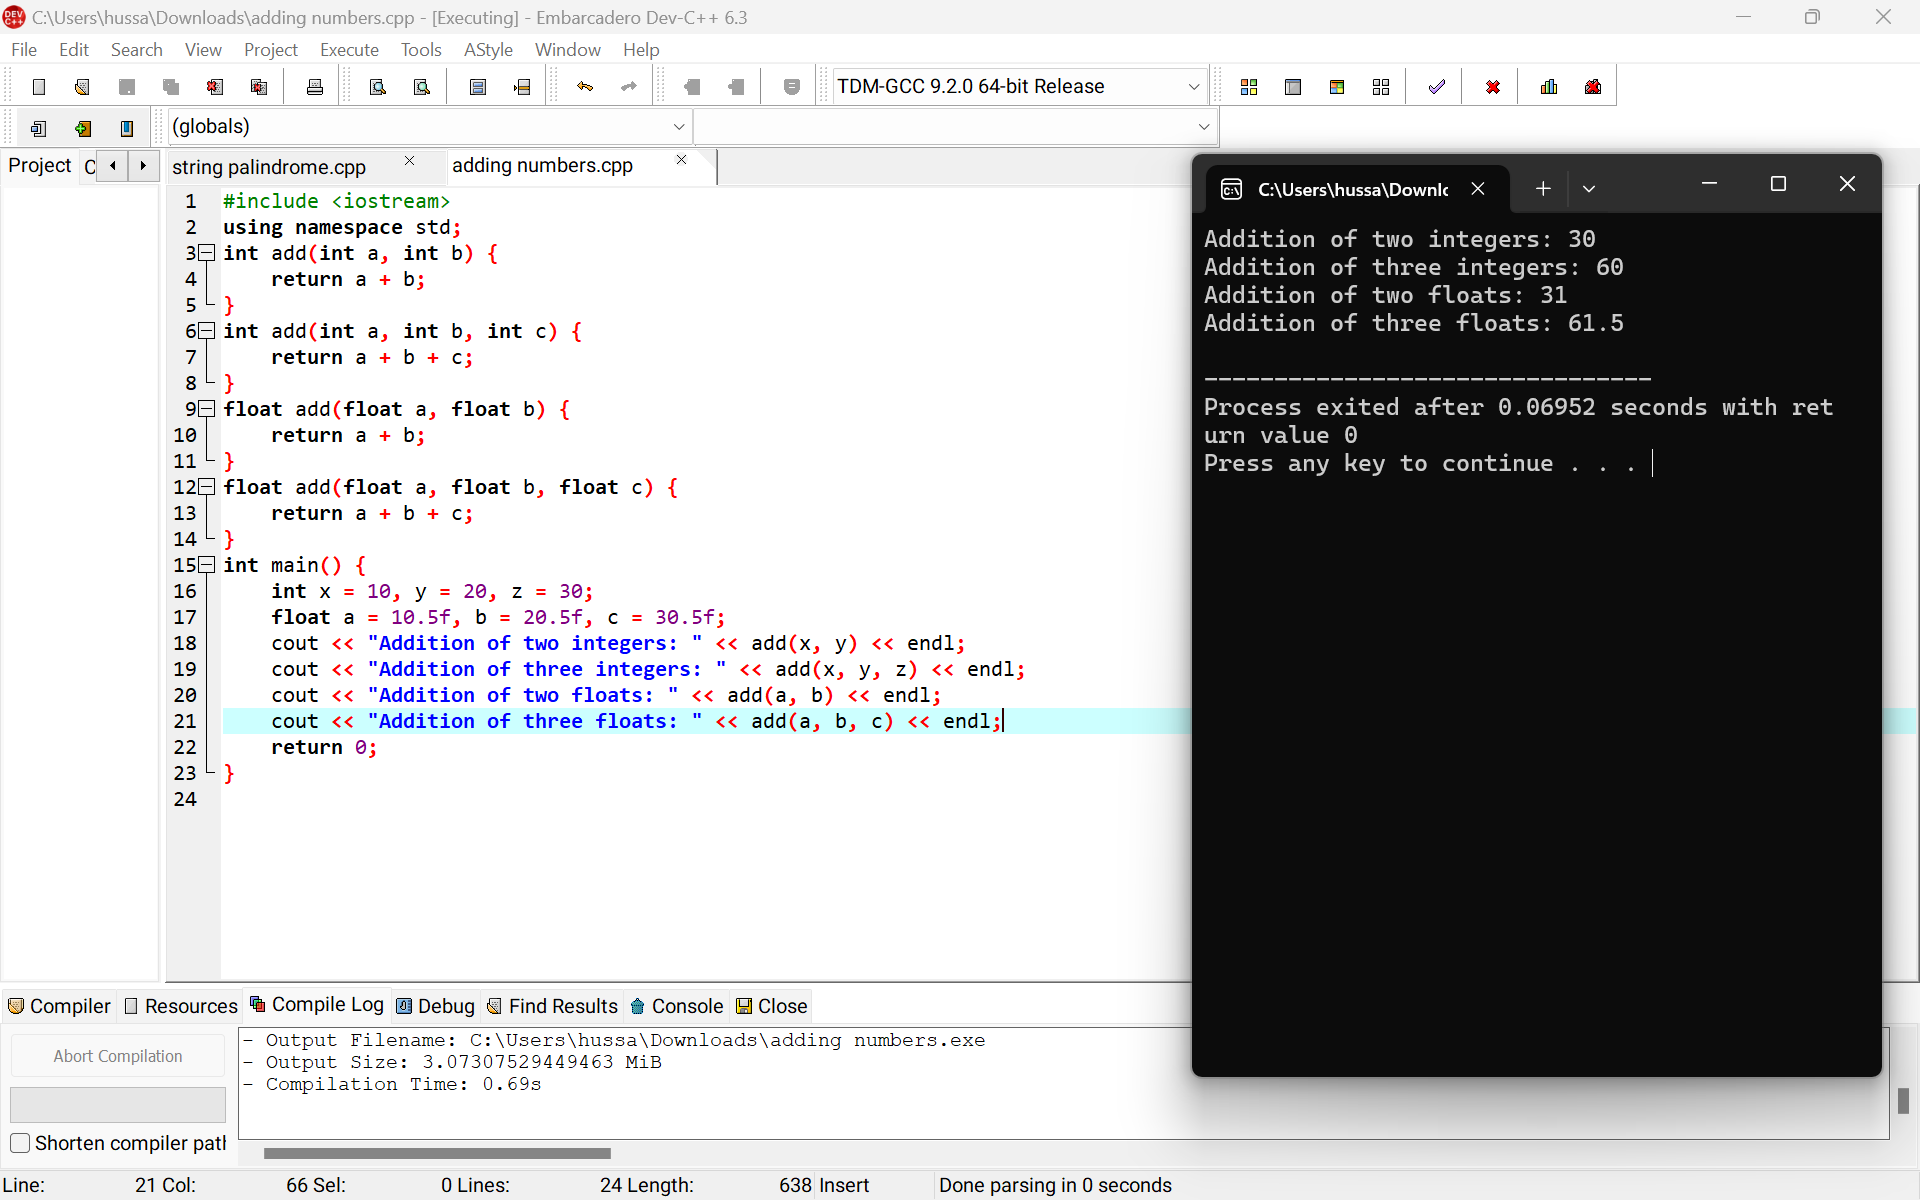 C:\Users\hussa\Downloads\adding numbers.cpp - [Executing] - Embarcadero Dev-C++ 6.3
File Edit Search View Project Execute Tools AStyle Window Help
TDM-GCC 9.2.0 64-bit Release
(globals)
Project C
string palindrome.cpp adding numbers.cpp
1 #include <iostream>
2 using namespace std;
3 int add(int a, int b) {
4     return a + b;
5 }
6 int add(int a, int b, int c) {
7     return a + b + c;
8 }
9 float add(float a, float b) {
10     return a + b;
11 }
12 float add(float a, float b, float c) {
13     return a + b + c;
14 }
15 int main() {
16     int x = 10, y = 20, z = 30;
17     float a = 10.5f, b = 20.5f, c = 30.5f;
18     cout << "Addition of two integers: " << add(x, y) << endl;
19     cout << "Addition of three integers: " << add(x, y, z) << endl;
20     cout << "Addition of two floats: " << add(a, b) << endl;
21     cout << "Addition of three floats: " << add(a, b, c) << endl;
22     return 0;
23 }
24
C:\Users\hussa\Downlo
Addition of two integers: 30
Addition of three integers: 60
Addition of two floats: 31
Addition of three floats: 61.5
--------------------------------
Process exited after 0.06952 seconds with ret
urn value 0
Press any key to continue . . .
Compiler Resources Compile Log Debug Find Results Console Close
Abort Compilation
Shorten compiler path
- Output Filename: C:\Users\hussa\Downloads\adding numbers.exe
- Output Size: 3.07307529449463 MiB
- Compilation Time: 0.69s
Line: 21 Col: 66 Sel: 0 Lines: 24 Length: 638 Insert Done parsing in 0 seconds